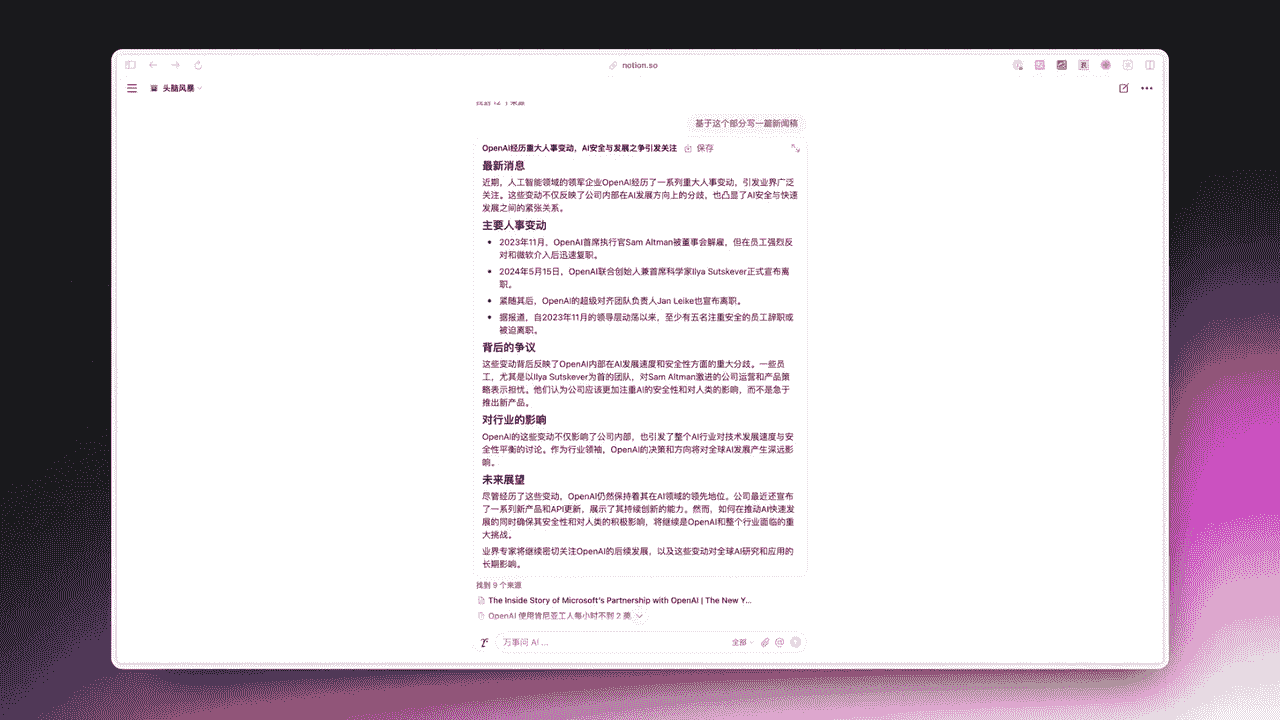 notion.so
头脑风暴
基于这个部分写一篇新闻稿
OpenAI经历重大人事变动，AI安全与发展之争引发关注 保存
最新消息
近期，人工智能领域的领军企业OpenAI经历了一系列重大人事变动，引发业界广泛
关注。这些变动不仅反映了公司内部在AI发展方向上的分歧，也凸显了AI安全与快速
发展之间的紧张关系。
主要人事变动
• 2023年11月，OpenAI首席执行官Sam Altman被董事会解雇，但在员工强烈反
对和微软介入后迅速复职。
• 2024年5月15日，OpenAI联合创始人兼首席科学家Ilya Sutskever正式宣布离
职。
• 紧随其后，OpenAI的超级对齐团队负责人Jan Leike也宣布离职。
• 据报道，自2023年11月的领导层动荡以来，至少有五名注重安全的员工辞职或
被迫离职。
背后的争议
这些变动背后反映了OpenAI内部在AI发展速度和安全性方面的重大分歧。一些员
工，尤其是以Ilya Sutskever为首的团队，对Sam Altman激进的公司运营和产品策
略表示担忧。他们认为公司应该更加注重AI的安全性和对人类的影响，而不是急于
推出新产品。
对行业的影响
OpenAI的这些变动不仅影响了公司内部，也引发了整个AI行业对技术发展速度与安
全性平衡的讨论。作为行业领袖，OpenAI的决策和方向将对全球AI发展产生深远影
响。
未来展望
尽管经历了这些变动，OpenAI仍然保持着其在AI领域的领先地位。公司最近还宣布
了一系列新产品和API更新，展示了其持续创新的能力。然而，如何在推动AI快速发
展的同时确保其安全性和对人类的积极影响，将继续是OpenAI和整个行业面临的重
大挑战。
业界专家将继续密切关注OpenAI的后续发展，以及这些变动对全球AI研究和应用的
长期影响。
找到 9 个来源
The Inside Story of Microsoft's Partnership with OpenAI | The New Y...
OpenAI 使用肯尼亚工人每小时不到 2 美
万事问 AI ...
全部